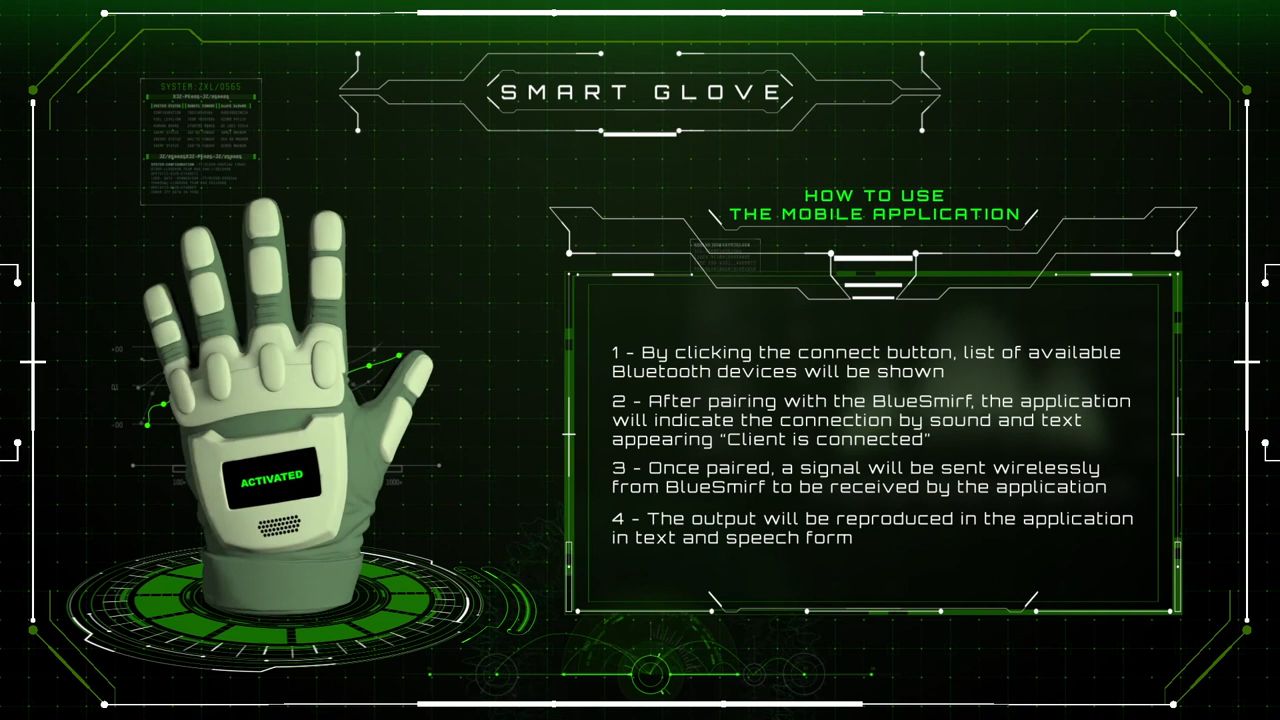 SYSTEM:ZXL/0565
SMART GLOVE
HOW TO USE
THE MOBILE APPLICATION
1 - By clicking the connect button, list of available
Bluetooth devices will be shown
2 - After pairing with the BlueSmirf, the application
will indicate the connection by sound and text
appearing “Client is connected”
3 - Once paired, a signal will be sent wirelessly
from BlueSmirf to be received by the application
4 - The output will be reproduced in the application
in text and speech form
ACTIVATED